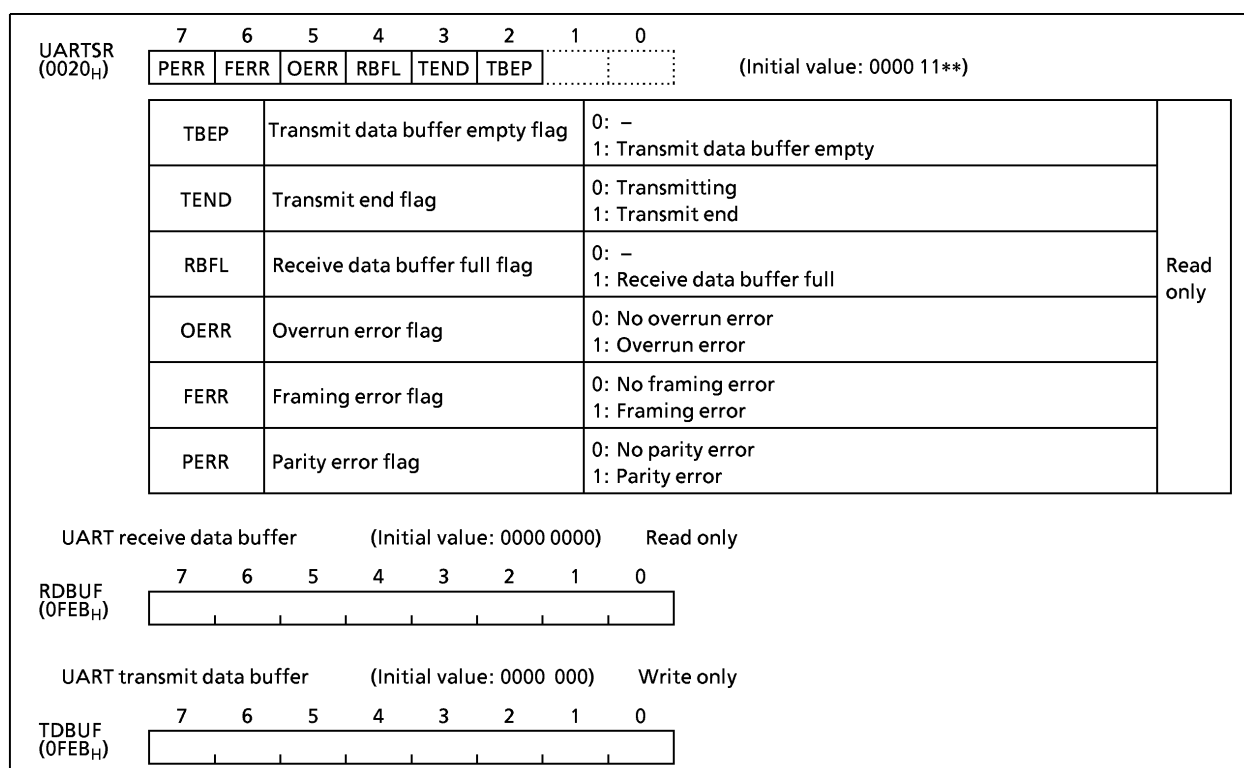 7 6 5 4 3 2 1 0
UARTSR
(0020H)
PERR FERR OERR RBFL TEND TBEP
(Initial value: 0000 11**)
TBEP Transmit data buffer empty flag 0: –
1: Transmit data buffer empty
TEND Transmit end flag 0: Transmitting
1: Transmit end
RBFL Receive data buffer full flag 0: –
1: Receive data buffer full
OERR Overrun error flag 0: No overrun error
1: Overrun error
FERR Framing error flag 0: No framing error
1: Framing error
PERR Parity error flag 0: No parity error
1: Parity error
Read
only
UART receive data buffer (Initial value: 0000 0000) Read only
7 6 5 4 3 2 1 0
RDBUF
(0FEBH)
UART transmit data buffer (Initial value: 0000 000) Write only
7 6 5 4 3 2 1 0
TDBUF
(0FEBH)